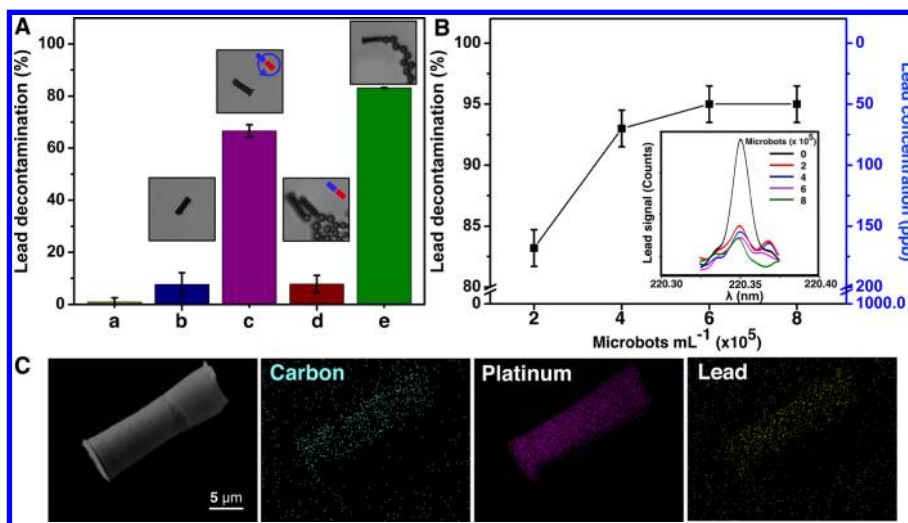 A
Lead decontamination (%)
100
80
60
40
20
0
a b c d e
B
Lead decontamination (%)
100
95
90
85
80
0
2 4 6 8
Microbots mL-1 (x10^5)
0
50
100
150
200
1000.0
Lead concentration (ppb)
Lead signal (Counts)
Microbots (x 10^5)
0
2
4
6
8
220.30 220.35 220.40
λ (nm)
C
5 µm
Carbon
Platinum
Lead